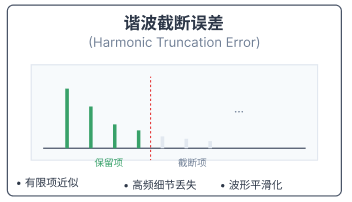 谐波截断误差
(Harmonic Truncation Error)
...
保留项 截断项
• 有限项近似 • 高频细节丢失 • 波形平滑化